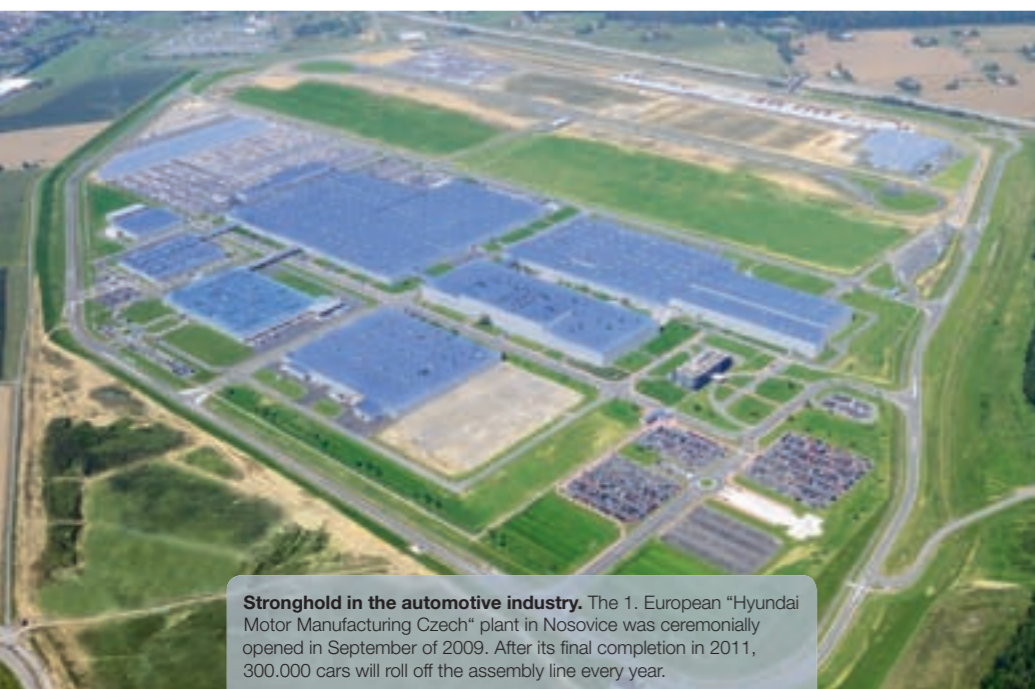 Stronghold in the automotive industry. The 1. European “Hyundai
Motor Manufacturing Czech“ plant in Nosovice was ceremonially
opened in September of 2009. After its final completion in 2011,
300.000 cars will roll off the assembly line every year.